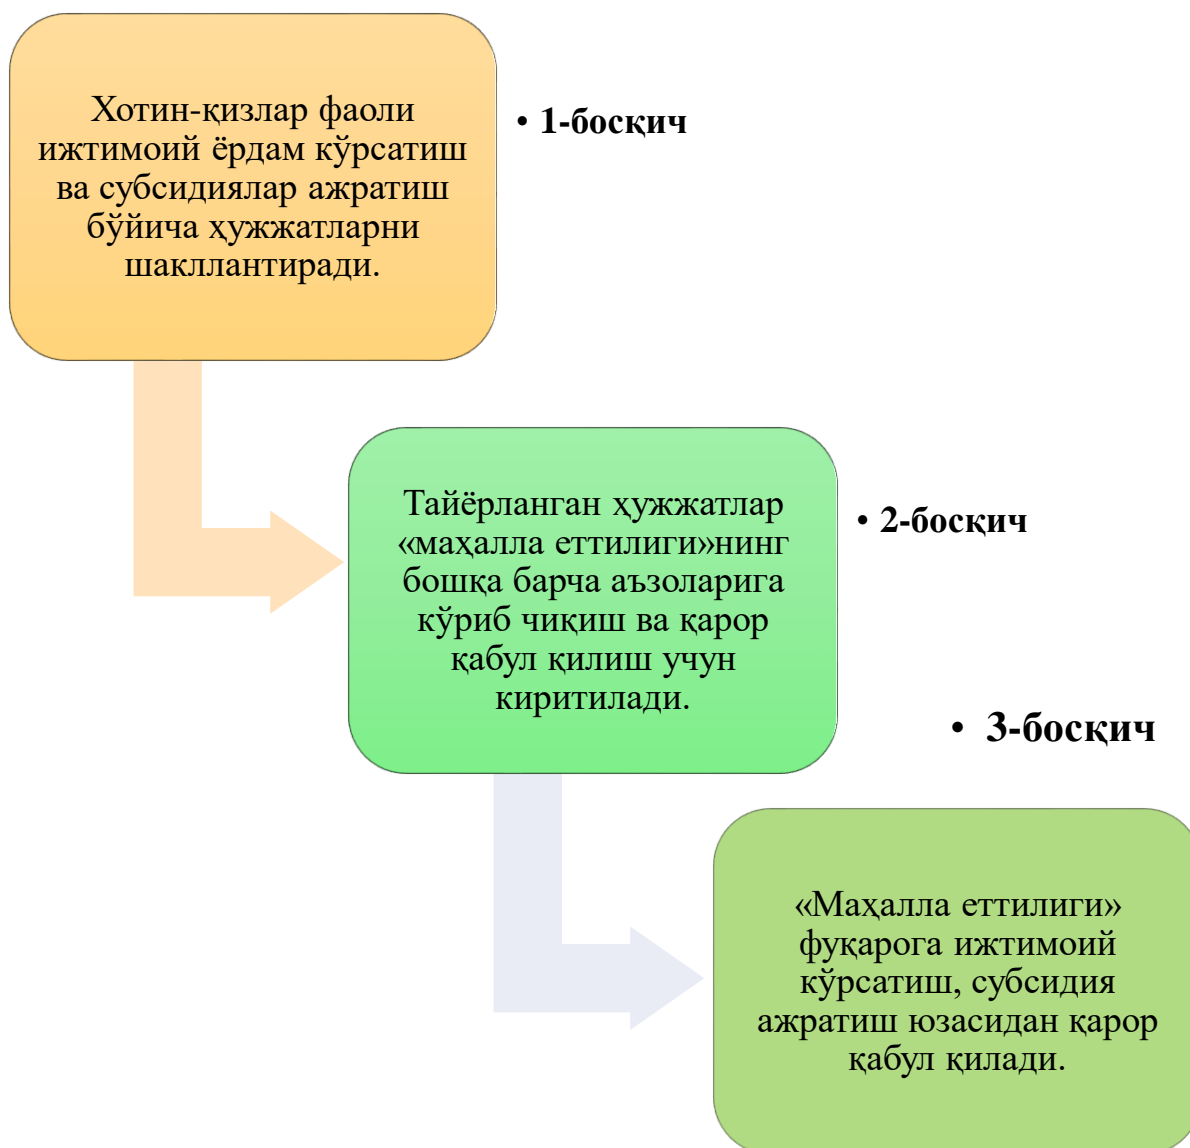 Хотин-қизлар фаоли
ижтимоий ёрдам кўрсатиш
ва субсидиялар ажратиш
бўйича ҳужжатларни
шакллантиради.
• 1-босқич
Тайёрланган ҳужжатлар
«маҳалла еттилиги»нинг
бошқа барча аъзоларига
кўриб чиқиш ва қарор
қабул қилиш учун
киритилади.
• 2-босқич
• 3-босқич
«Маҳалла еттилиги»
фуқарога ижтимоий
кўрсатиш, субсидия
ажратиш юзасидан қарор
қабул қилади.